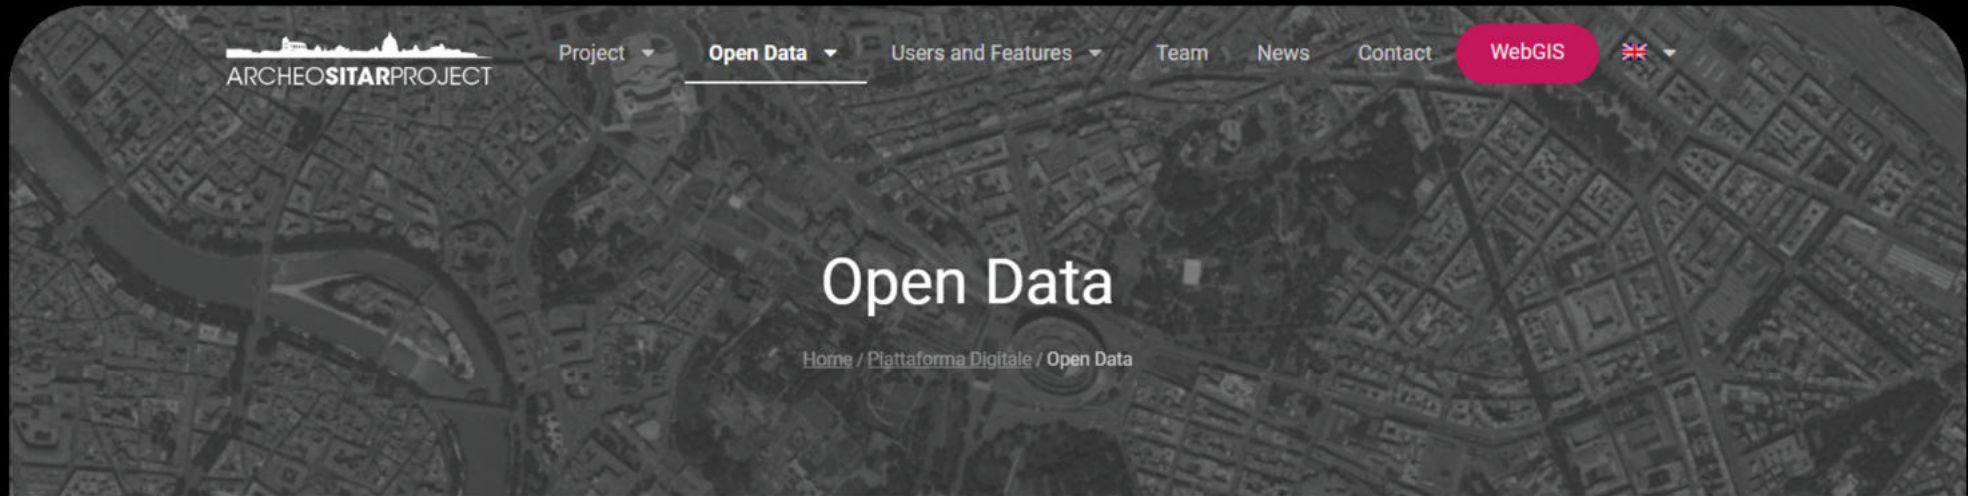 ARCHEOSITARPROJECT
Project
Open Data
Users and Features
Team
News
Contact
WebGIS
Open Data
Home / Piattaforma Digitale / Open Data